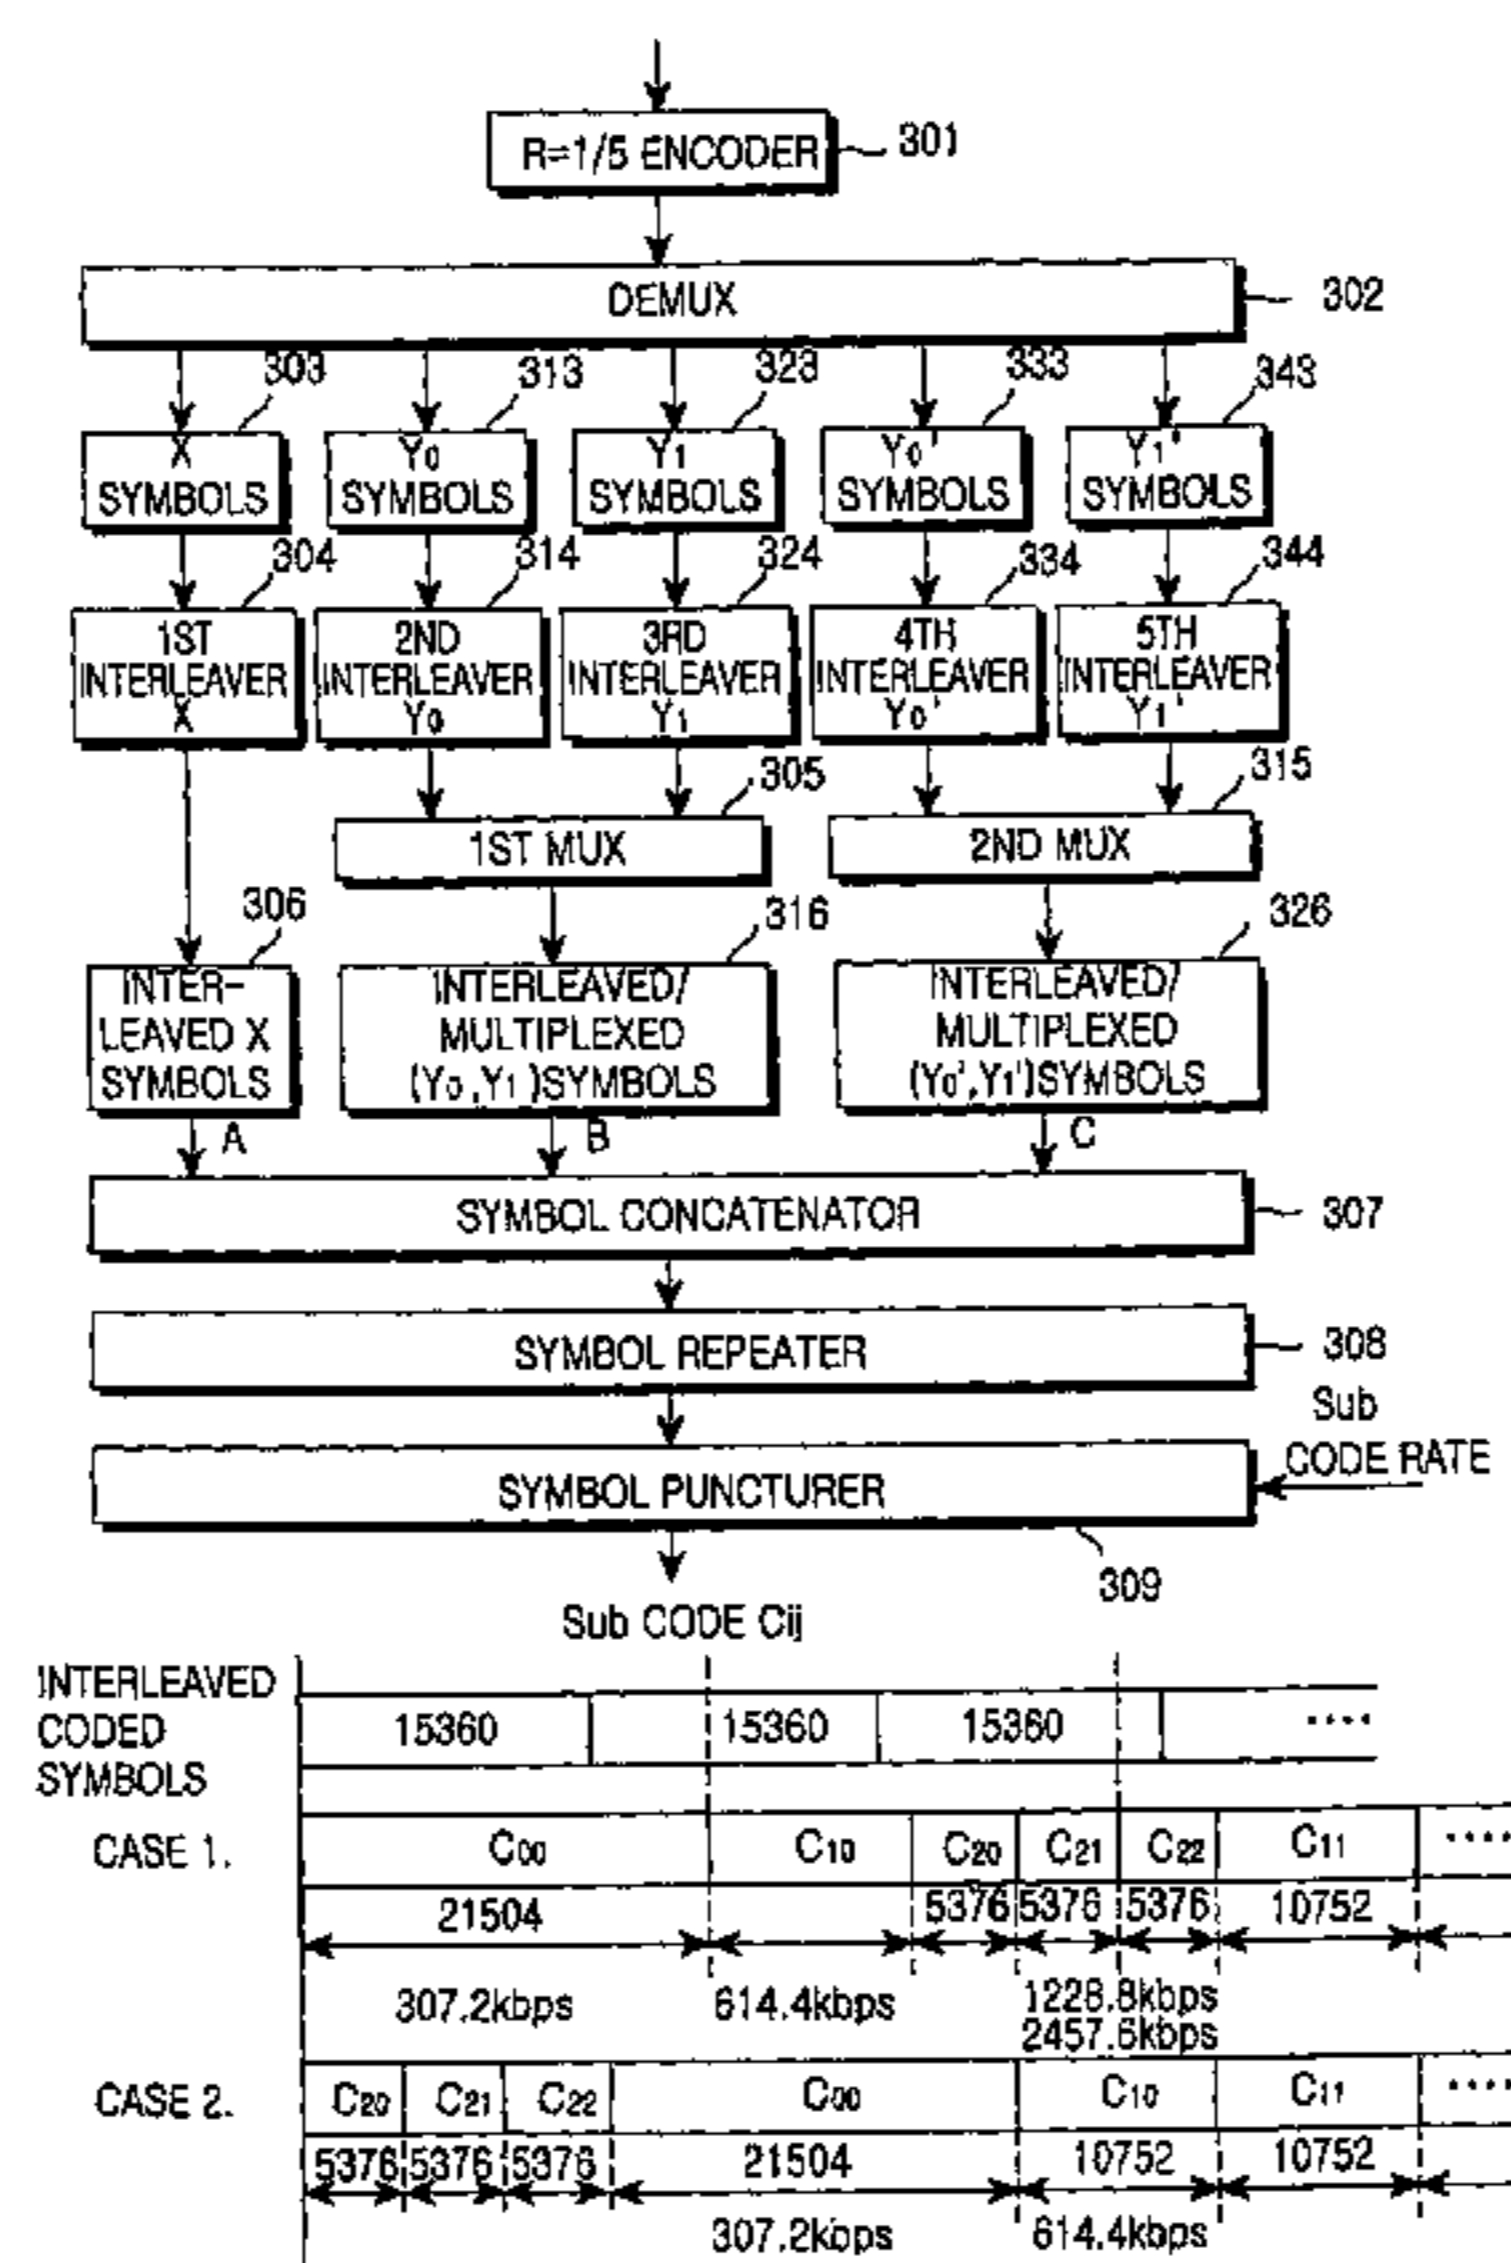 R=1/5 ENCODER
301
DEMUX
302
303
313
323
333
343
X
SYMBOLS
Y0
SYMBOLS
Y1
SYMBOLS
Y0'
SYMBOLS
Y1'
SYMBOLS
304
314
324
334
344
1ST
INTERLEAVER
X
2ND
INTERLEAVER
Y0
3RD
INTERLEAVER
Y1
4TH
INTERLEAVER
Y0'
5TH
INTERLEAVER
Y1'
305
315
1ST MUX
2ND MUX
306
316
326
INTER-
LEAVED X
SYMBOLS
INTERLEAVED/
MULTIPLEXED
(Y0,Y1)SYMBOLS
INTERLEAVED/
MULTIPLEXED
(Y0',Y1')SYMBOLS
A
B
C
SYMBOL CONCATENATOR
307
SYMBOL REPEATER
308
Sub
CODE RATE
SYMBOL PUNCTURER
309
Sub CODE Cij
INTERLEAVED
CODED
SYMBOLS
15360
15360
15360
....
CASE 1.
C00
C10
C20
C21
C22
C11
....
21504
5376
5376
5376
10752
307.2kbps
614.4kbps
1228.8kbps
2457.6kbps
CASE 2.
C20
C21
C22
C00
C10
C11
....
5376
5376
5376
21504
10752
10752
307.2kbps
614.4kbps